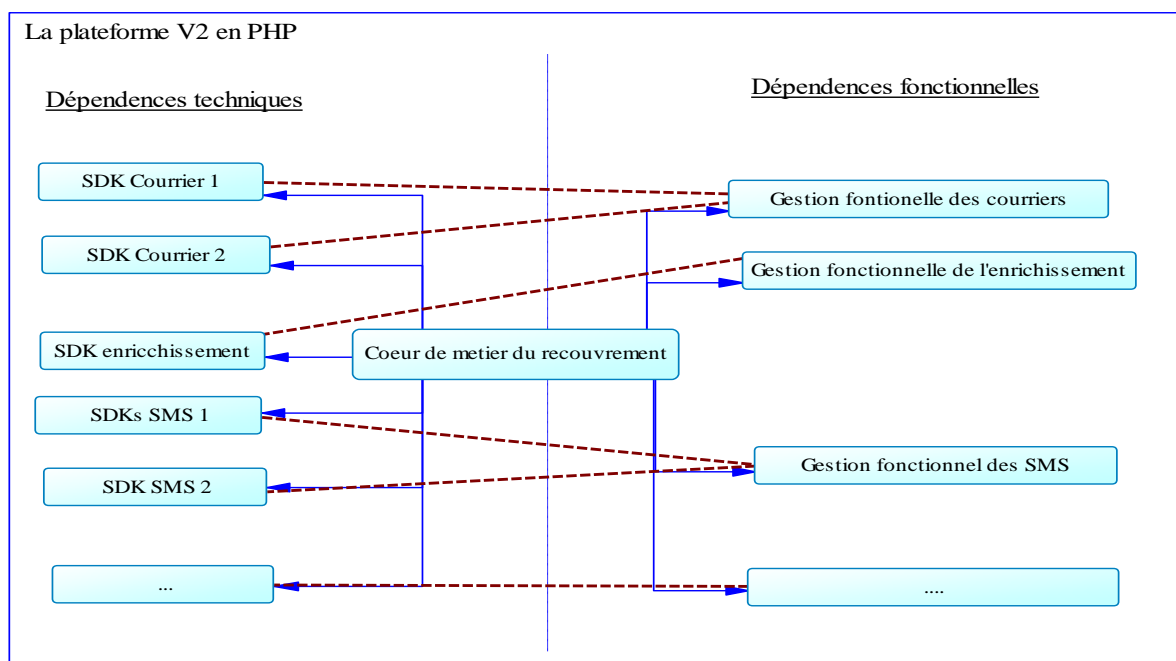 La plateforme V2 en PHP
Dépendences techniques
Dépendences fonctionnelles
SDK Courrier 1
Gestion fontionelle des courriers
SDK Courrier 2
Gestion fonctionnelle de l'enrichissement
SDK enricchissement
Coeur de metier du recouvrement
SDKs SMS 1
Gestion fonctionnel des SMS
SDK SMS 2
...
....